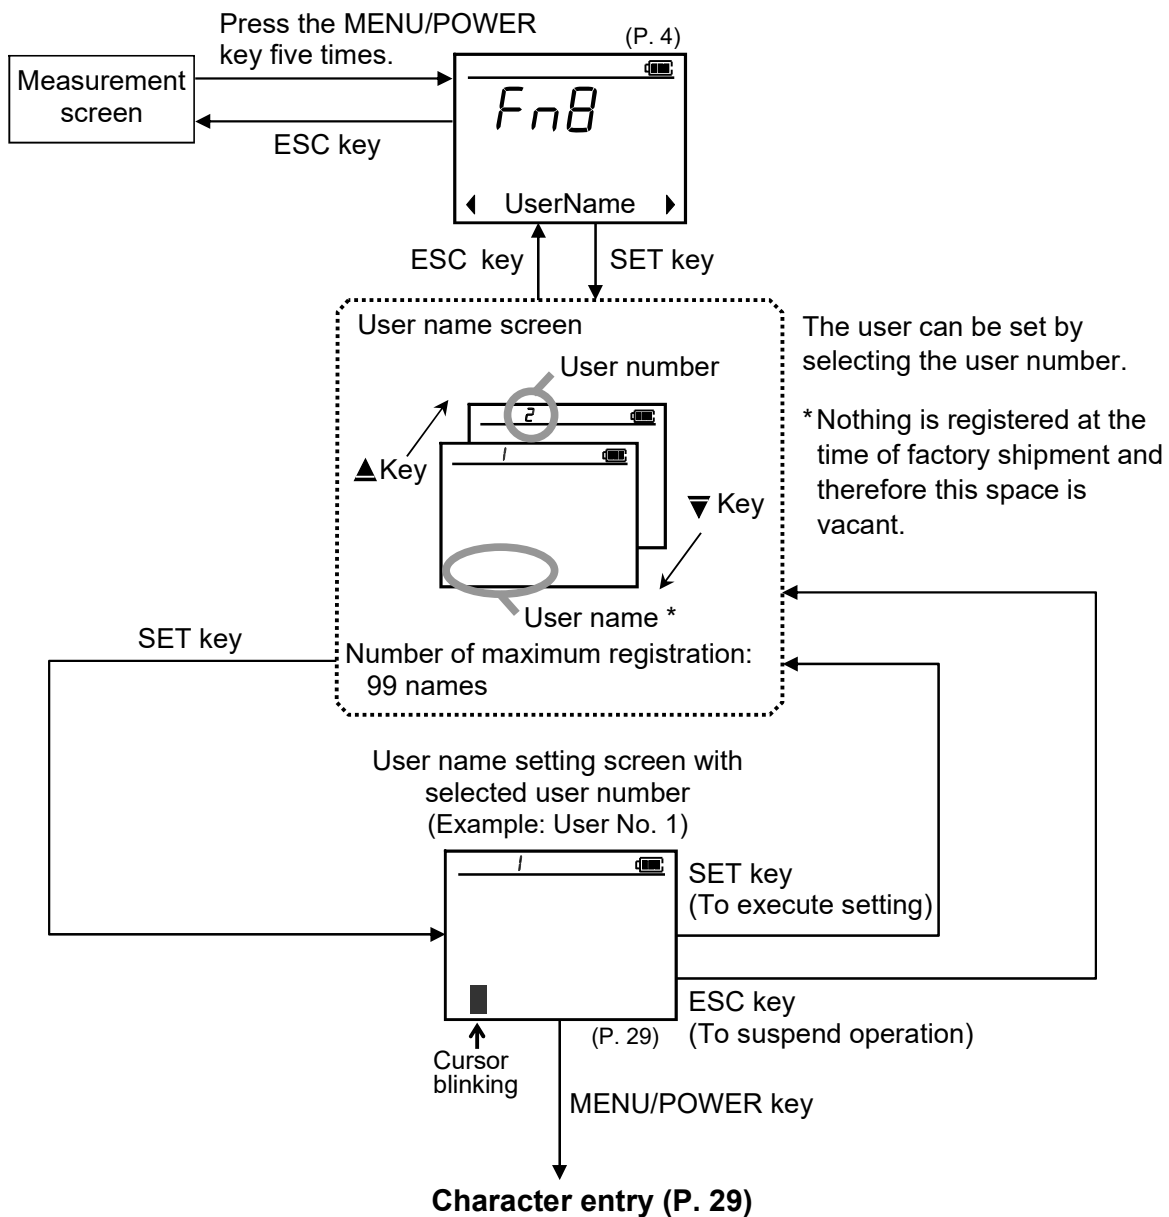 Press the MENU/POWER
key five times.
(P. 4)
Measurement
screen
Fn8
ESC key
UserName
ESC key
SET key
User name screen
User number
2
1
Key
Key
User name *
Number of maximum registration:
99 names
The user can be set by
selecting the user number.
* Nothing is registered at the
time of factory shipment and
therefore this space is
vacant.
SET key
User name setting screen with
selected user number
(Example: User No. 1)
1
SET key
(To execute setting)
ESC key
(To suspend operation)
(P. 29)
Cursor
blinking
MENU/POWER key
Character entry (P. 29)